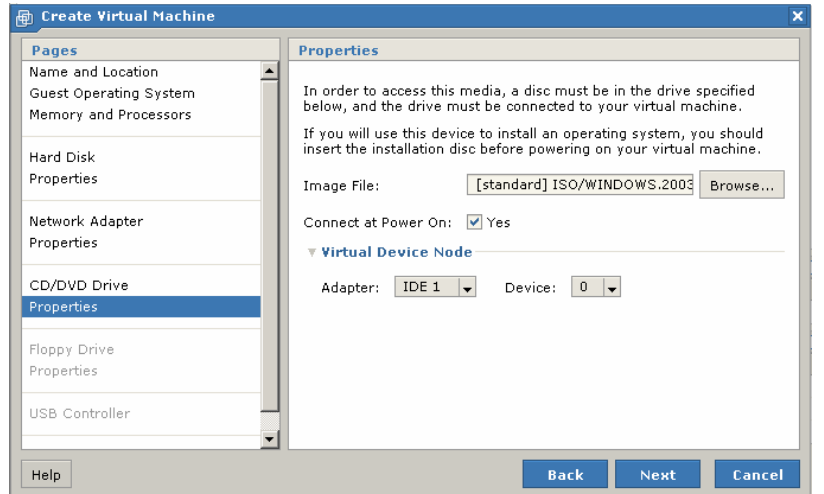 Create Virtual Machine
Pages
Name and Location
Guest Operating System
Memory and Processors
Hard Disk
Properties
Network Adapter
Properties
CD/DVD Drive
Properties
Floppy Drive
Properties
USB Controller
Properties
In order to access this media, a disc must be in the drive specified
below, and the drive must be connected to your virtual machine.
If you will use this device to install an operating system, you should
insert the installation disc before powering on your virtual machine.
Image File: [standard] ISO/WINDOWS.2003 Browse...
Connect at Power On: Yes
Virtual Device Node
Adapter: IDE 1 Device: 0
Help Back Next Cancel